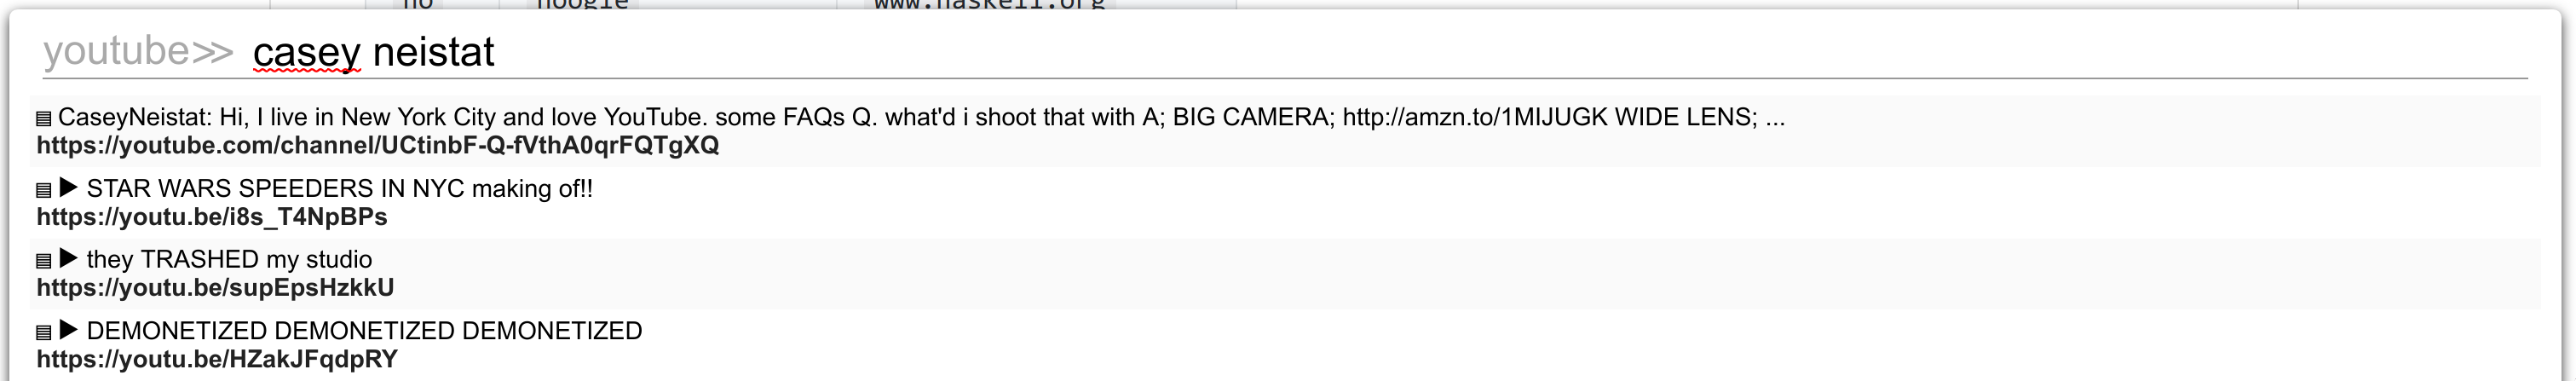 no hoogle www.haskell.org
youtube≫ casey neistat
▤ CaseyNeistat: Hi, I live in New York City and love YouTube. some FAQs Q. what'd i shoot that with A; BIG CAMERA; http://amzn.to/1MIJUGK WIDE LENS; ...
https://youtube.com/channel/UCtinbF-Q-fVthA0qrFQTgXQ
▤ ▶ STAR WARS SPEEDERS IN NYC making of!!
https://youtu.be/i8s_T4NpBPs
▤ ▶ they TRASHED my studio
https://youtu.be/supEpsHzkkU
▤ ▶ DEMONETIZED DEMONETIZED DEMONETIZED
https://youtu.be/HZakJFqdpRY